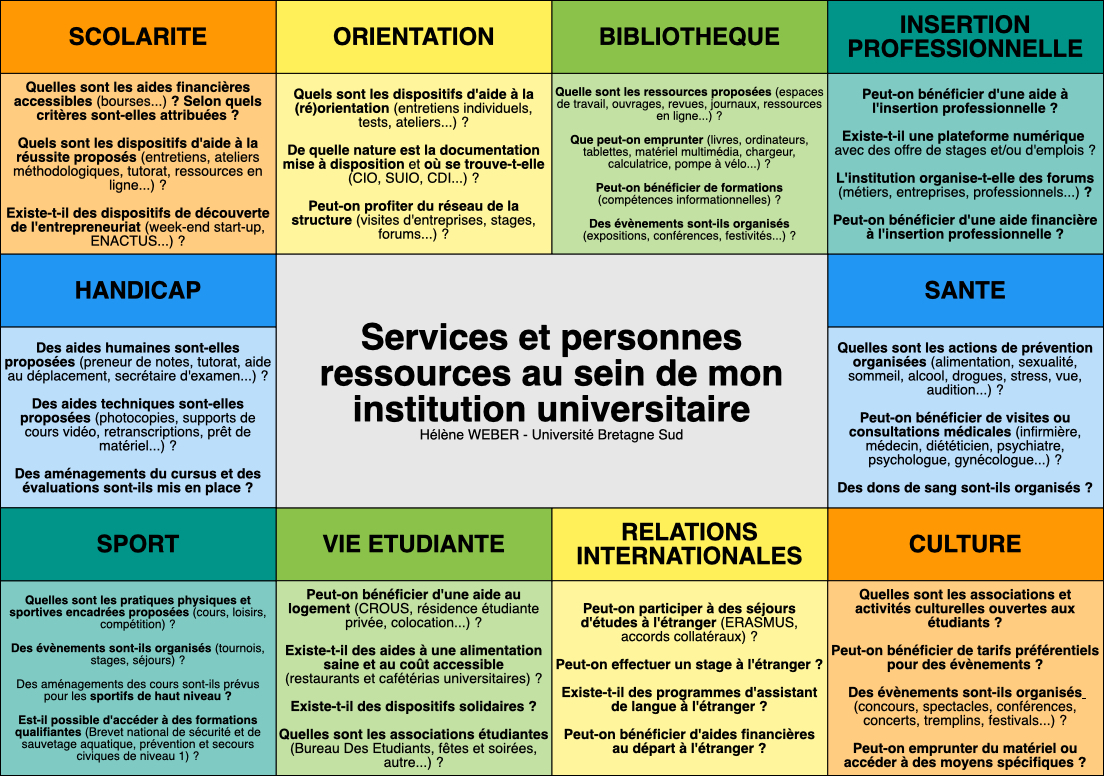 SCOLARITE
Quelles sont les aides financières
accessibles (bourses...) ? Selon quels
critères sont-elles attribuées ?
Quels sont les dispositifs d'aide à la
réussite proposés (entretiens, ateliers
méthodologiques, tutorat, ressources en
ligne...) ?
Existe-t-il des dispositifs de découverte
de l'entrepreneuriat (week-end start-up,
ENACTUS...) ?
ORIENTATION
Quels sont les dispositifs d'aide à la
(ré)orientation (entretiens individuels,
tests, ateliers...) ?
De quelle nature est la documentation
mise à disposition et où se trouve-t-elle
(CIO, SUIO, CDI...) ?
Peut-on profiter du réseau de la
structure (visites d'entreprises, stages,
forums...) ?
BIBLIOTHEQUE
Quelle sont les ressources proposées (espaces
de travail, ouvrages, revues, journaux, ressources
en ligne...) ?
Que peut-on emprunter (livres, ordinateurs,
tablettes, matériel multimédia, chargeur,
calculatrice, pompe à vélo...) ?
Peut-on bénéficier de formations
(compétences informationnelles) ?
Des évènements sont-ils organisés
(expositions, conférences, festivités...) ?
INSERTION
PROFESSIONNELLE
Peut-on bénéficier d'une aide à
l'insertion professionnelle ?
Existe-t-il une plateforme numérique
avec des offre de stages et/ou d'emplois ?
L'institution organise-t-elle des forums
(métiers, entreprises, professionnels...) ?
Peut-on bénéficier d'une aide financière
à l'insertion professionnelle ?
HANDICAP
Des aides humaines sont-elles
proposées (preneur de notes, tutorat, aide
au déplacement, secrétaire d'examen...) ?
Des aides techniques sont-elles
proposées (photocopies, supports de
cours vidéo, retranscriptions, prêt de
matériel...) ?
Des aménagements du cursus et des
évaluations sont-ils mis en place ?
Services et personnes
ressources au sein de mon
institution universitaire
Hélène WEBER - Université Bretagne Sud
SANTE
Quelles sont les actions de prévention
organisées (alimentation, sexualité,
sommeil, alcool, drogues, stress, vue,
audition...) ?
Peut-on bénéficier de visites ou
consultations médicales (infirmière,
médecin, diététicien, psychiatre,
psychologue, gynécologue...) ?
Des dons de sang sont-ils organisés ?
SPORT
Quelles sont les pratiques physiques et
sportives encadrées proposées (cours, loisirs,
compétition) ?
Des évènements sont-ils organisés (tournois,
stages, séjours) ?
Des aménagements des cours sont-ils prévus
pour les sportifs de haut niveau ?
Est-il possible d'accéder à des formations
qualifiantes (Brevet national de sécurité et de
sauvetage aquatique, prévention et secours
civiques de niveau 1) ?
VIE ETUDIANTE
Peut-on bénéficier d'une aide au
logement (CROUS, résidence étudiante
privée, colocation...) ?
Existe-t-il des aides à une alimentation
saine et au coût accessible
(restaurants et cafétérias universitaires) ?
Existe-t-il des dispositifs solidaires ?
Quelles sont les associations étudiantes
(Bureau Des Etudiants, fêtes et soirées,
autre...) ?
RELATIONS
INTERNATIONALES
Peut-on participer à des séjours
d'études à l'étranger (ERASMUS,
accords collatéraux) ?
Peut-on effectuer un stage à l'étranger ?
Existe-t-il des programmes d'assistant
de langue à l'étranger ?
Peut-on bénéficier d'aides financières
au départ à l'étranger ?
CULTURE
Quelles sont les associations et
activités culturelles ouvertes aux
étudiants ?
Peut-on bénéficier de tarifs préférentiels
pour des évènements ?
Des évènements sont-ils organisés
(concours, spectacles, conférences,
concerts, tremplins, festivals...) ?
Peut-on emprunter du matériel ou
accéder à des moyens spécifiques ?